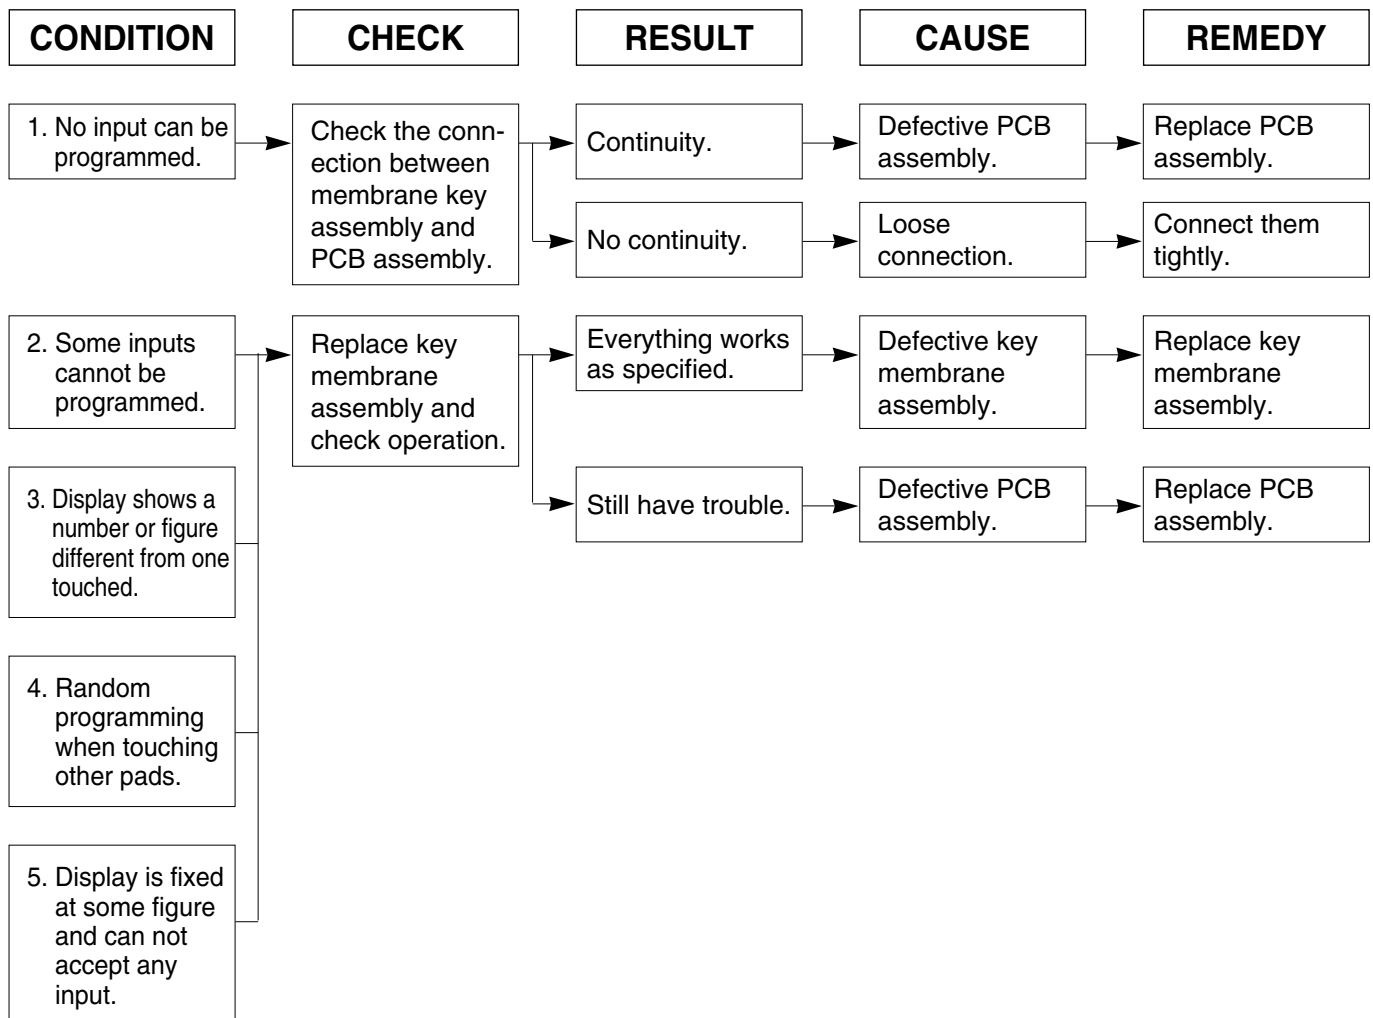 CONDITION
CHECK
RESULT
CAUSE
REMEDY
1. No input can be
programmed.
Check the conn-
ection between
membrane key
assembly and
PCB assembly.
Continuity.
Defective PCB
assembly.
Replace PCB
assembly.
No continuity.
Loose
connection.
Connect them
tightly.
2. Some inputs
cannot be
programmed.
Replace key
membrane
assembly and
check operation.
Everything works
as specified.
Defective key
membrane
assembly.
Replace key
membrane
assembly.
Still have trouble.
Defective PCB
assembly.
Replace PCB
assembly.
3. Display shows a
number or figure
different from one
touched.
4. Random
programming
when touching
other pads.
5. Display is fixed
at some figure
and can not
accept any
input.